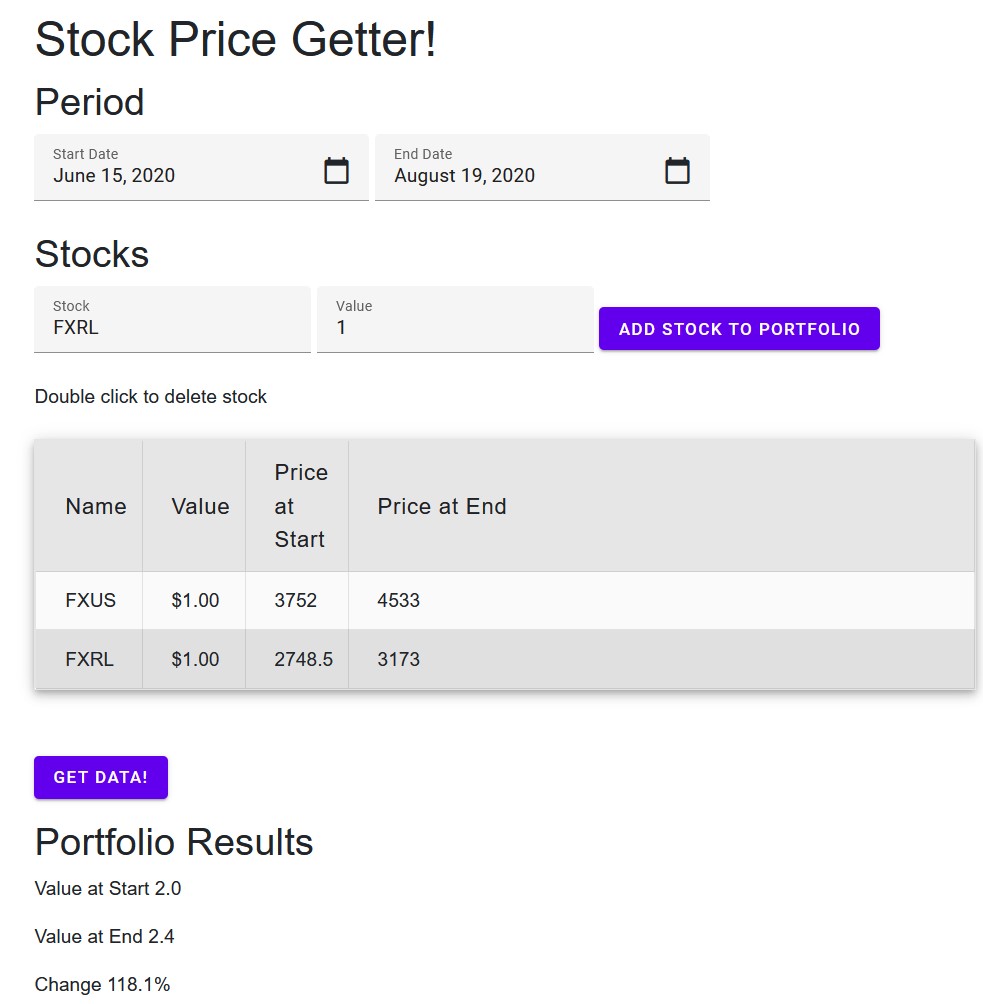 Stock Price Getter!
Period
Start Date
June 15, 2020
End Date
August 19, 2020
Stocks
Stock
FXRL
Value
1
ADD STOCK TO PORTFOLIO
Double click to delete stock
Name Value Price at Start Price at End
FXUS $1.00 3752 4533
FXRL $1.00 2748.5 3173
GET DATA!
Portfolio Results
Value at Start 2.0
Value at End 2.4
Change 118.1%